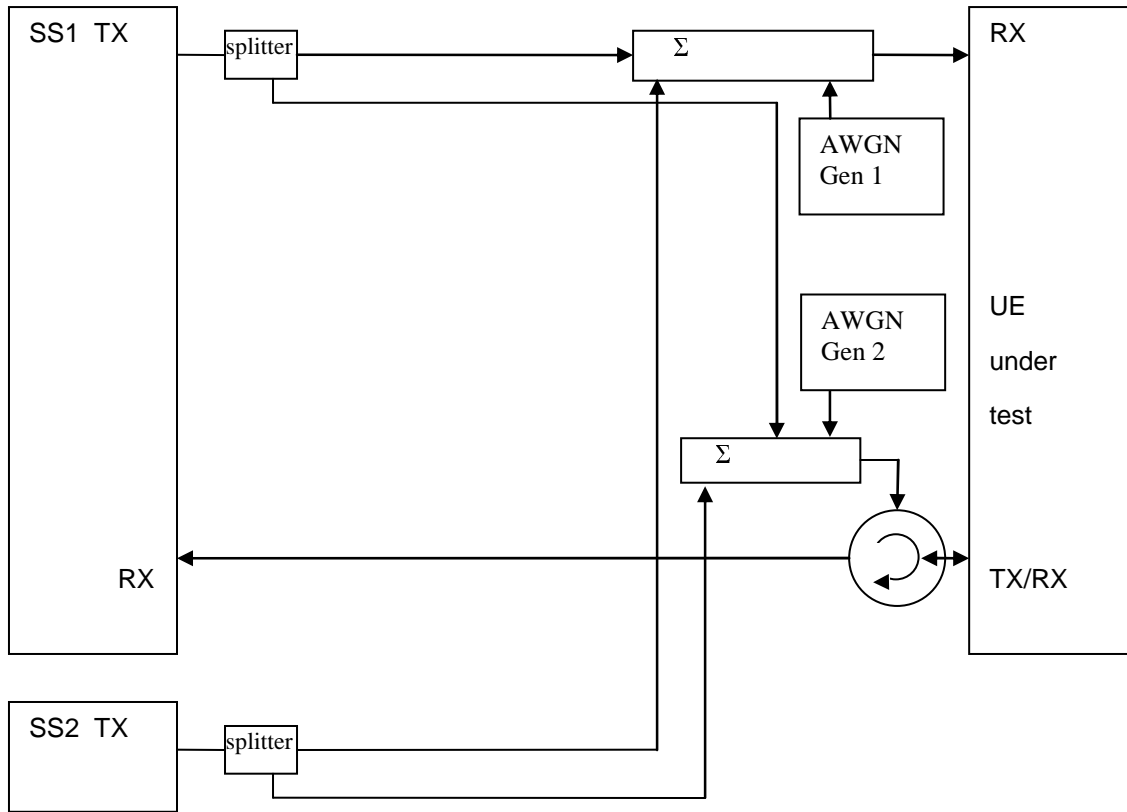 SS1 TX
splitter
Σ
RX
AWGN
Gen 1
AWGN
Gen 2
UE
under
test
Σ
RX
TX/RX
SS2 TX
splitter